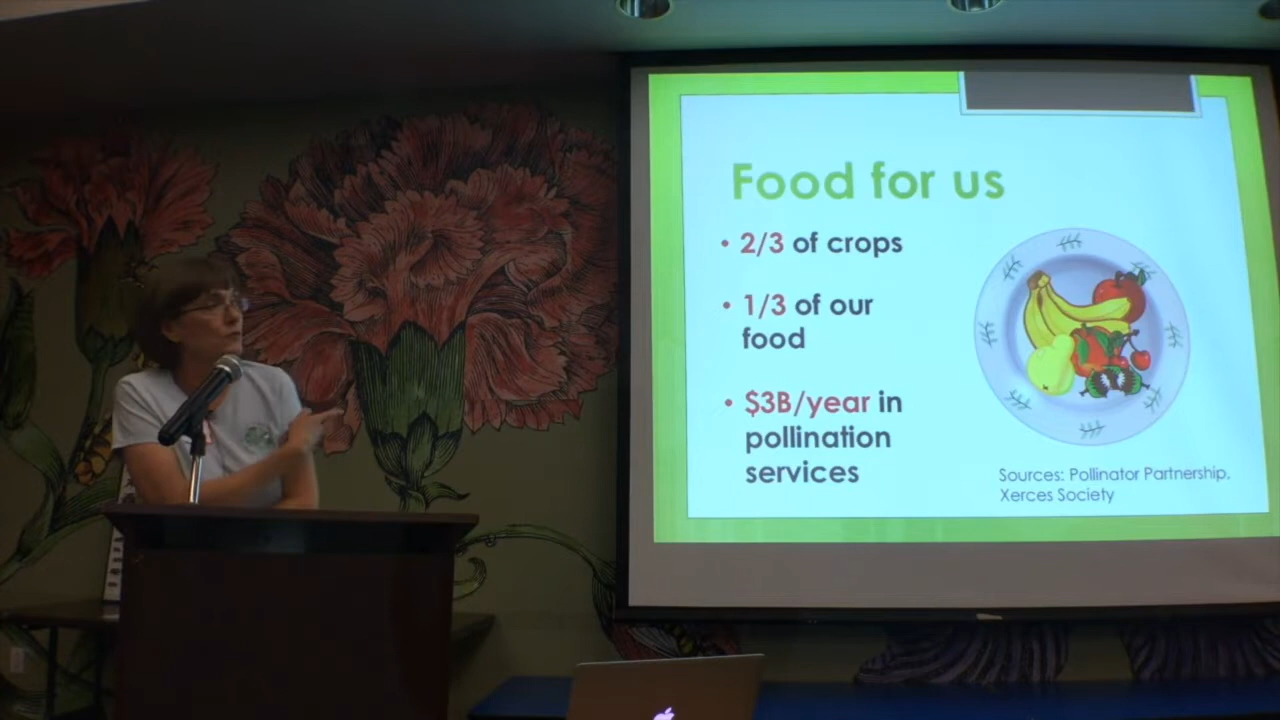 Food for us
• 2/3 of crops
• 1/3 of our
food
• $3B/year in
pollination
services
Sources: Pollinator Partnership,
Xerces Society